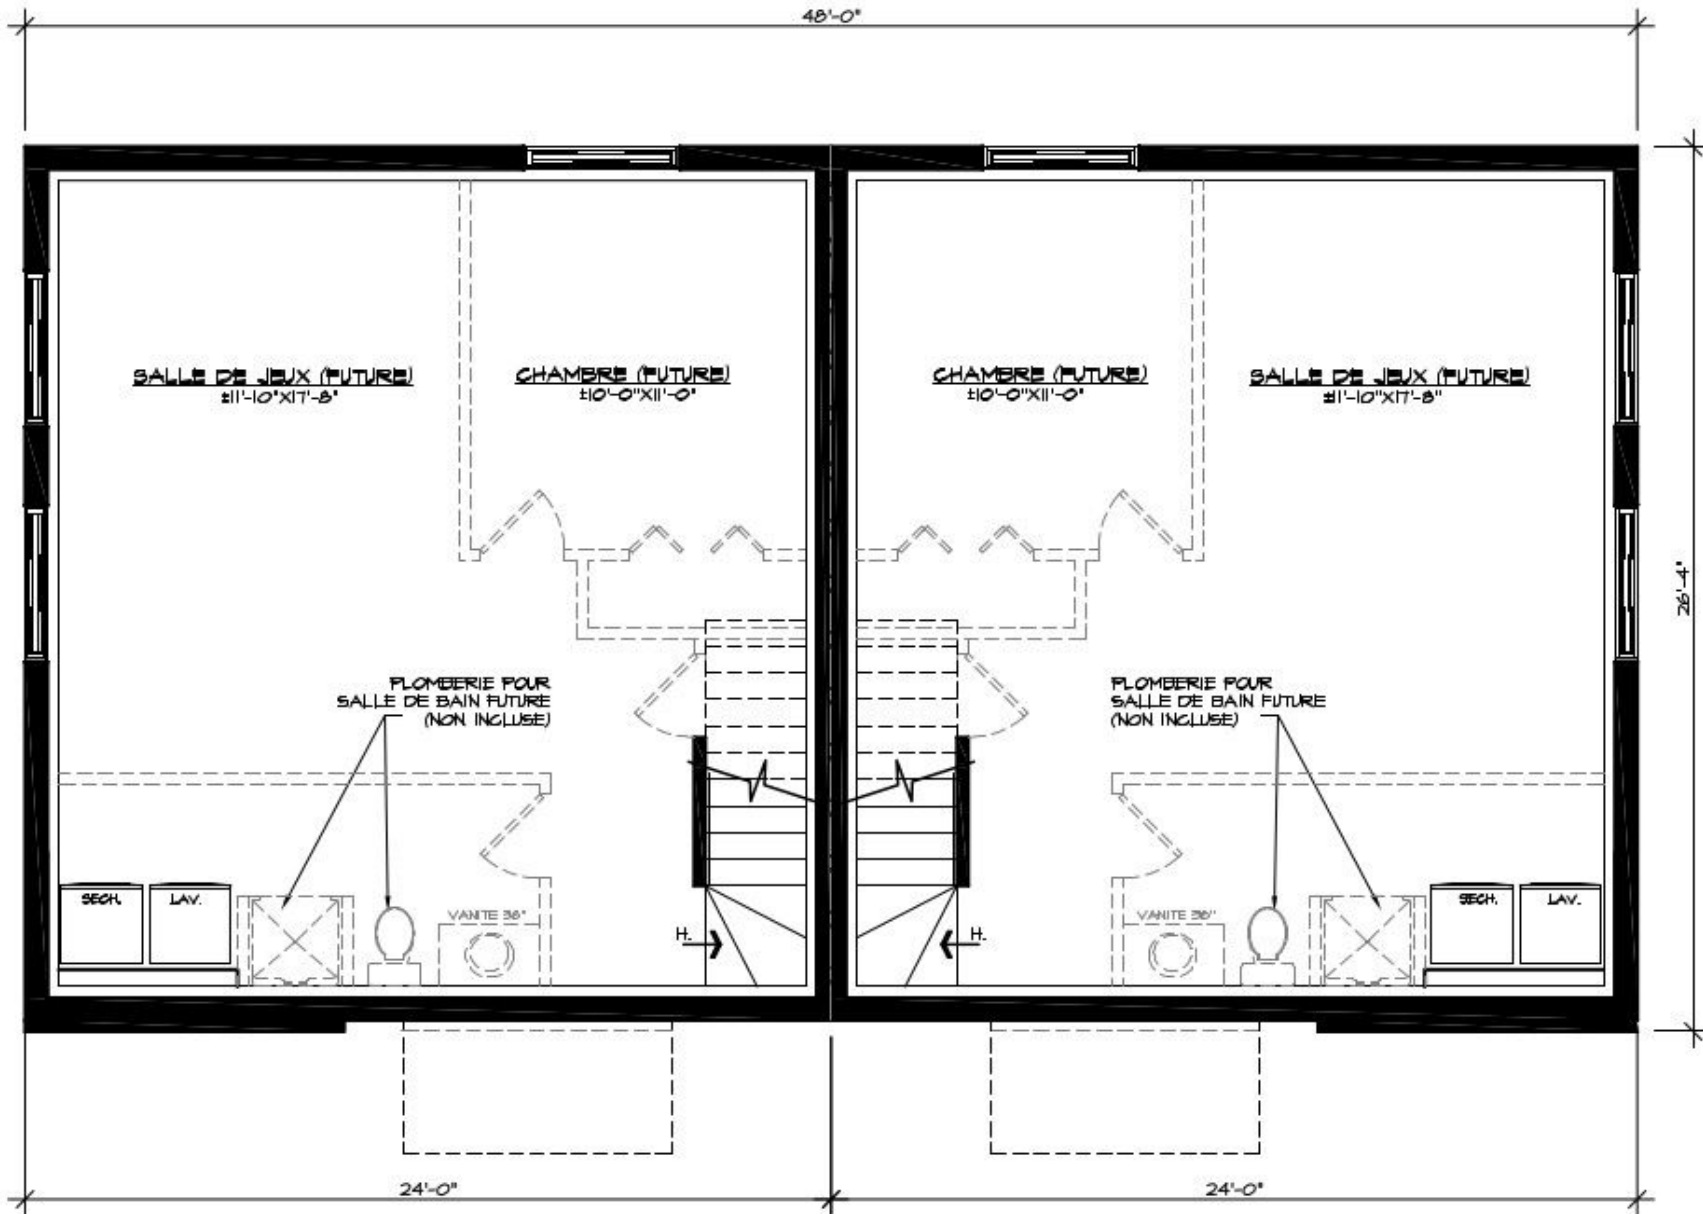 48'-0"
SALLE DE JEUX (FUTURE)
±11'-10"X17'-8"
CHAMBRE (FUTURE)
±10'-0"X11'-0"
CHAMBRE (FUTURE)
±10'-0"X11'-0"
SALLE DE JEUX (FUTURE)
±11'-10"X17'-8"
26'-4"
PLOMBERIE POUR
SALLE DE BAIN FUTURE
(NON INCLUSE)
PLOMBERIE POUR
SALLE DE BAIN FUTURE
(NON INCLUSE)
SECH.
LAV.
VANITE 36"
H.
H.
VANITE 36"
SECH.
LAV.
24'-0"
24'-0"